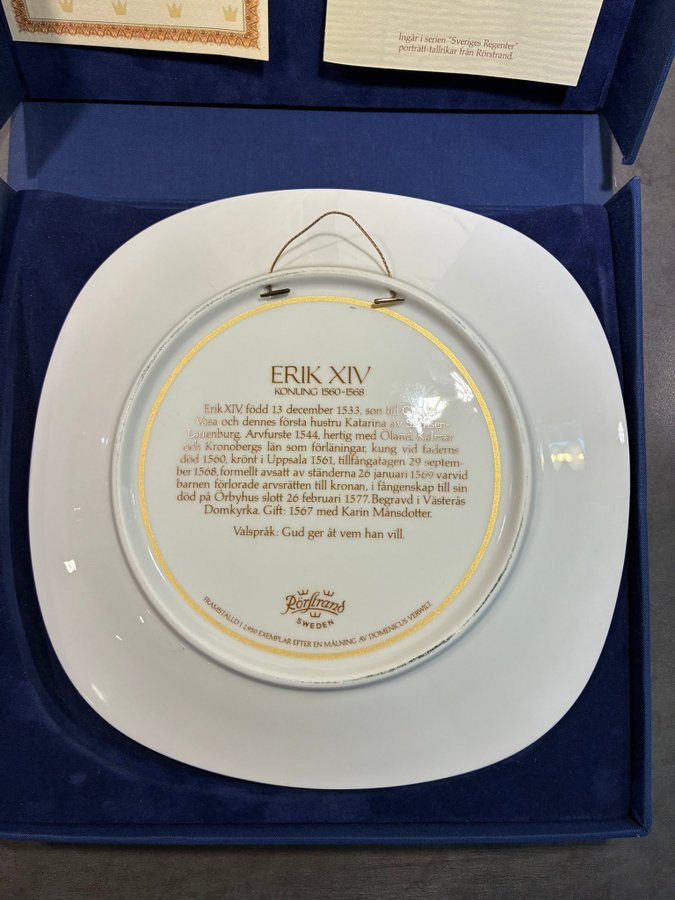 Ingår i serien "Sveriges Regenter"
porträtt-tallrikar från Rörstrand.
ERIK XIV
KONUNG 1560-1568
Erik XIV, född 13 december 1533, son till
Vasa och dennes första hustru Katarina av Sachsen-
Lauenburg. Arvfurste 1544, hertig med Öland, Kalmar
och Kronobergs län som förläningar, kung vid faderns
död 1560, krönt i Uppsala 1561, tillfångatagen 29 septem-
ber 1568, formellt avsatt av ständerna 26 januari 1569 varvid
barnen förlorade arvsrätten till kronan, i fångenskap till sin
död på Örbyhus slott 26 februari 1577. Begravd i Västerås
Domkyrka. Gift: 1567 med Karin Månsdotter.
Valspråk: Gud ger åt vem han vill.
Rörstrand
SWEDEN
FRAMSTÄLLD I 2.950 EXEMPLAR EFTER EN MÅLNING AV DOMENICUS VERWILT